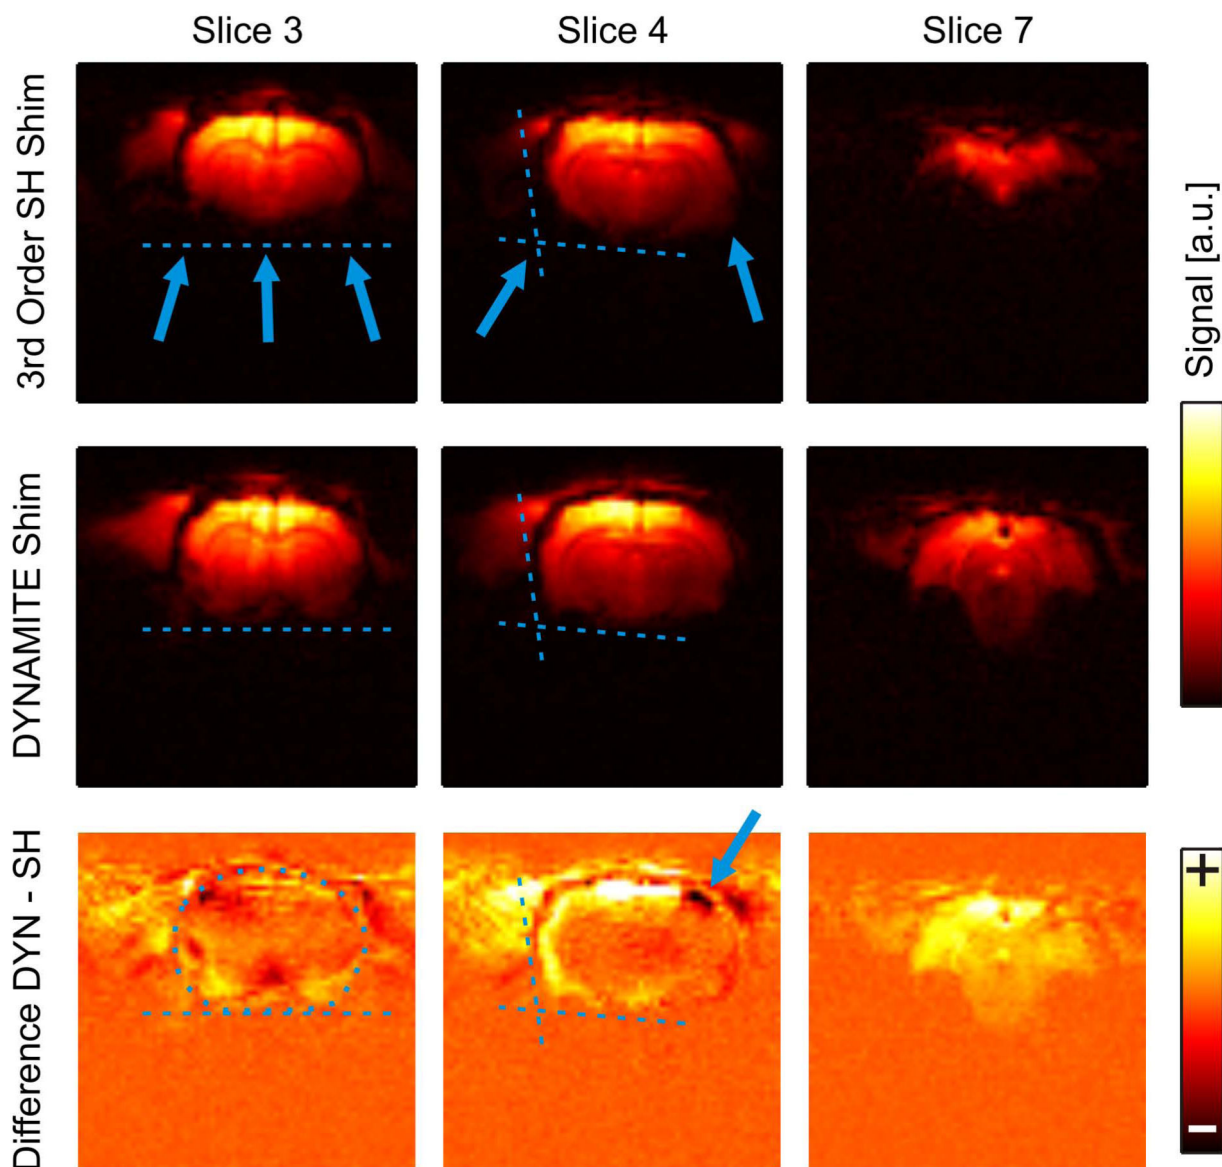 Slice 3
Slice 4
Slice 7
3rd Order SH Shim
Signal [a.u.]
DYNAMITE Shim
Difference DYN - SH
+
−